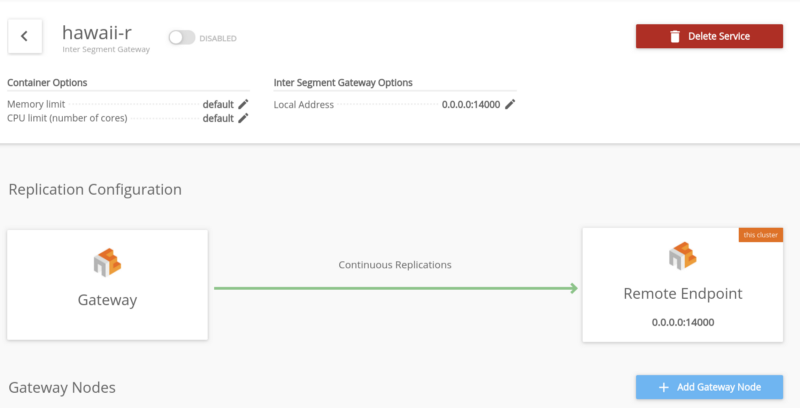 hawaii-r
Inter Segment Gateway
DISABLED
Delete Service
Container Options
Memory limit default
CPU limit (number of cores) default
Inter Segment Gateway Options
Local Address 0.0.0.0:14000
Replication Configuration
Gateway
Continuous Replications
this cluster
Remote Endpoint
0.0.0.0:14000
Gateway Nodes
Add Gateway Node